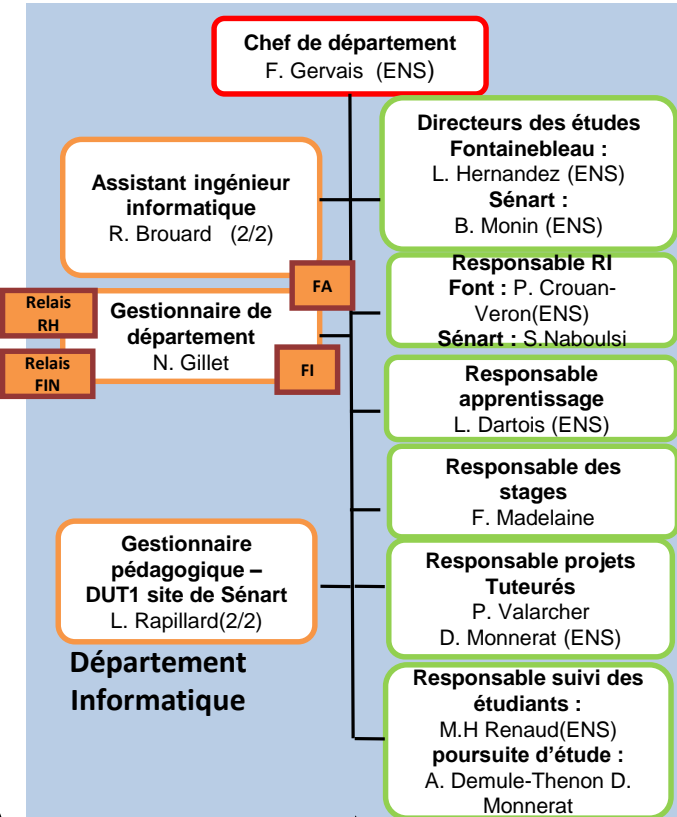 Chef de département
F. Gervais (ENS)
Directeurs des études
Fontainebleau :
L. Hernandez (ENS)
Sénart :
B. Monin (ENS)
Assistant ingénieur
informatique
R. Brouard (2/2)
FA
Responsable RI
Font : P. Crouan-
Veron(ENS)
Sénart : S.Naboulsi
Relais
RH
Gestionnaire de
département
N. Gillet
Relais
FIN
FI
Responsable
apprentissage
L. Dartois (ENS)
Responsable des
stages
F. Madelaine
Gestionnaire
pédagogique –
DUT1 site de Sénart
L. Rapillard(2/2)
Responsable projets
Tuteurés
P. Valarcher
D. Monnerat (ENS)
Département
Informatique
Responsable suivi des
étudiants :
M.H Renaud(ENS)
poursuite d'étude :
A. Demule-Thenon D.
Monnerat